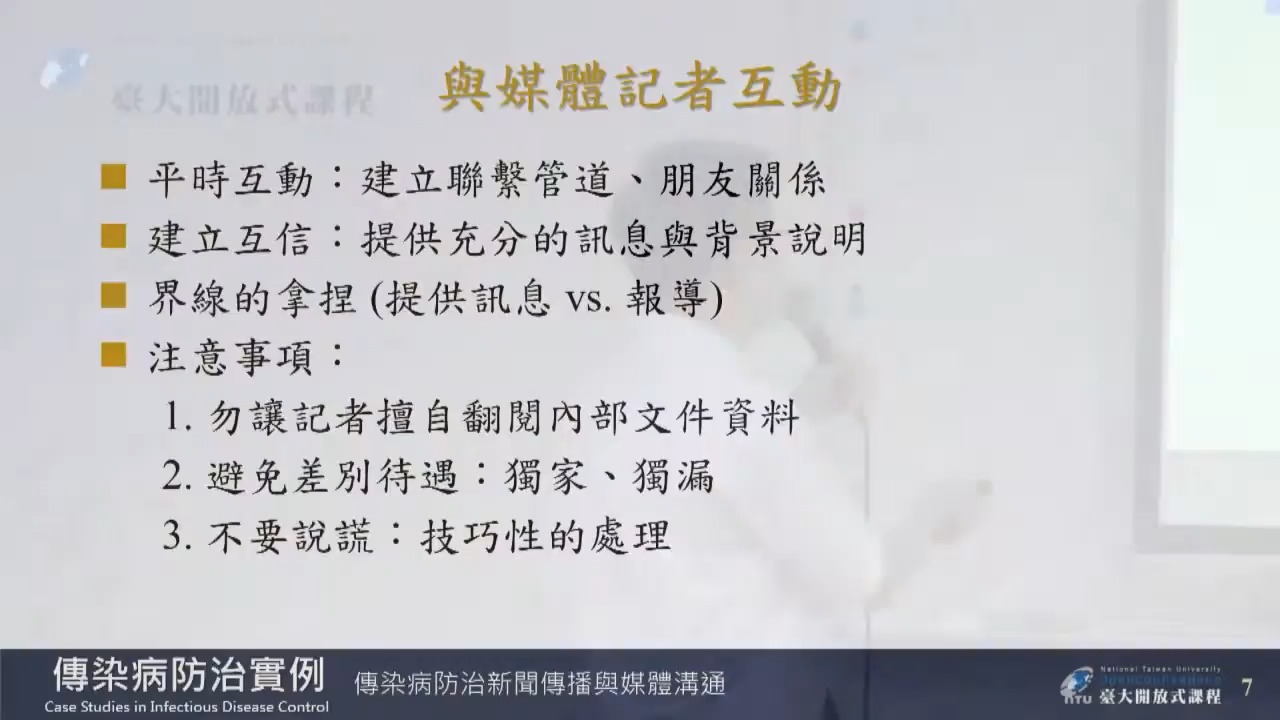 臺大開放式課程
與媒體記者互動
■ 平時互動：建立聯繫管道、朋友關係
■ 建立互信：提供充分的訊息與背景說明
■ 界線的拿捏 (提供訊息 vs. 報導)
■ 注意事項：
1. 勿讓記者擅自翻閱內部文件資料
2. 避免差別待遇：獨家、獨漏
3. 不要說謊：技巧性的處理
傳染病防治實例
Case Studies in Infectious Disease Control
傳染病防治新聞傳播與媒體溝通
National Taiwan University
OpenCourseWare
NTU 臺大開放式課程
7